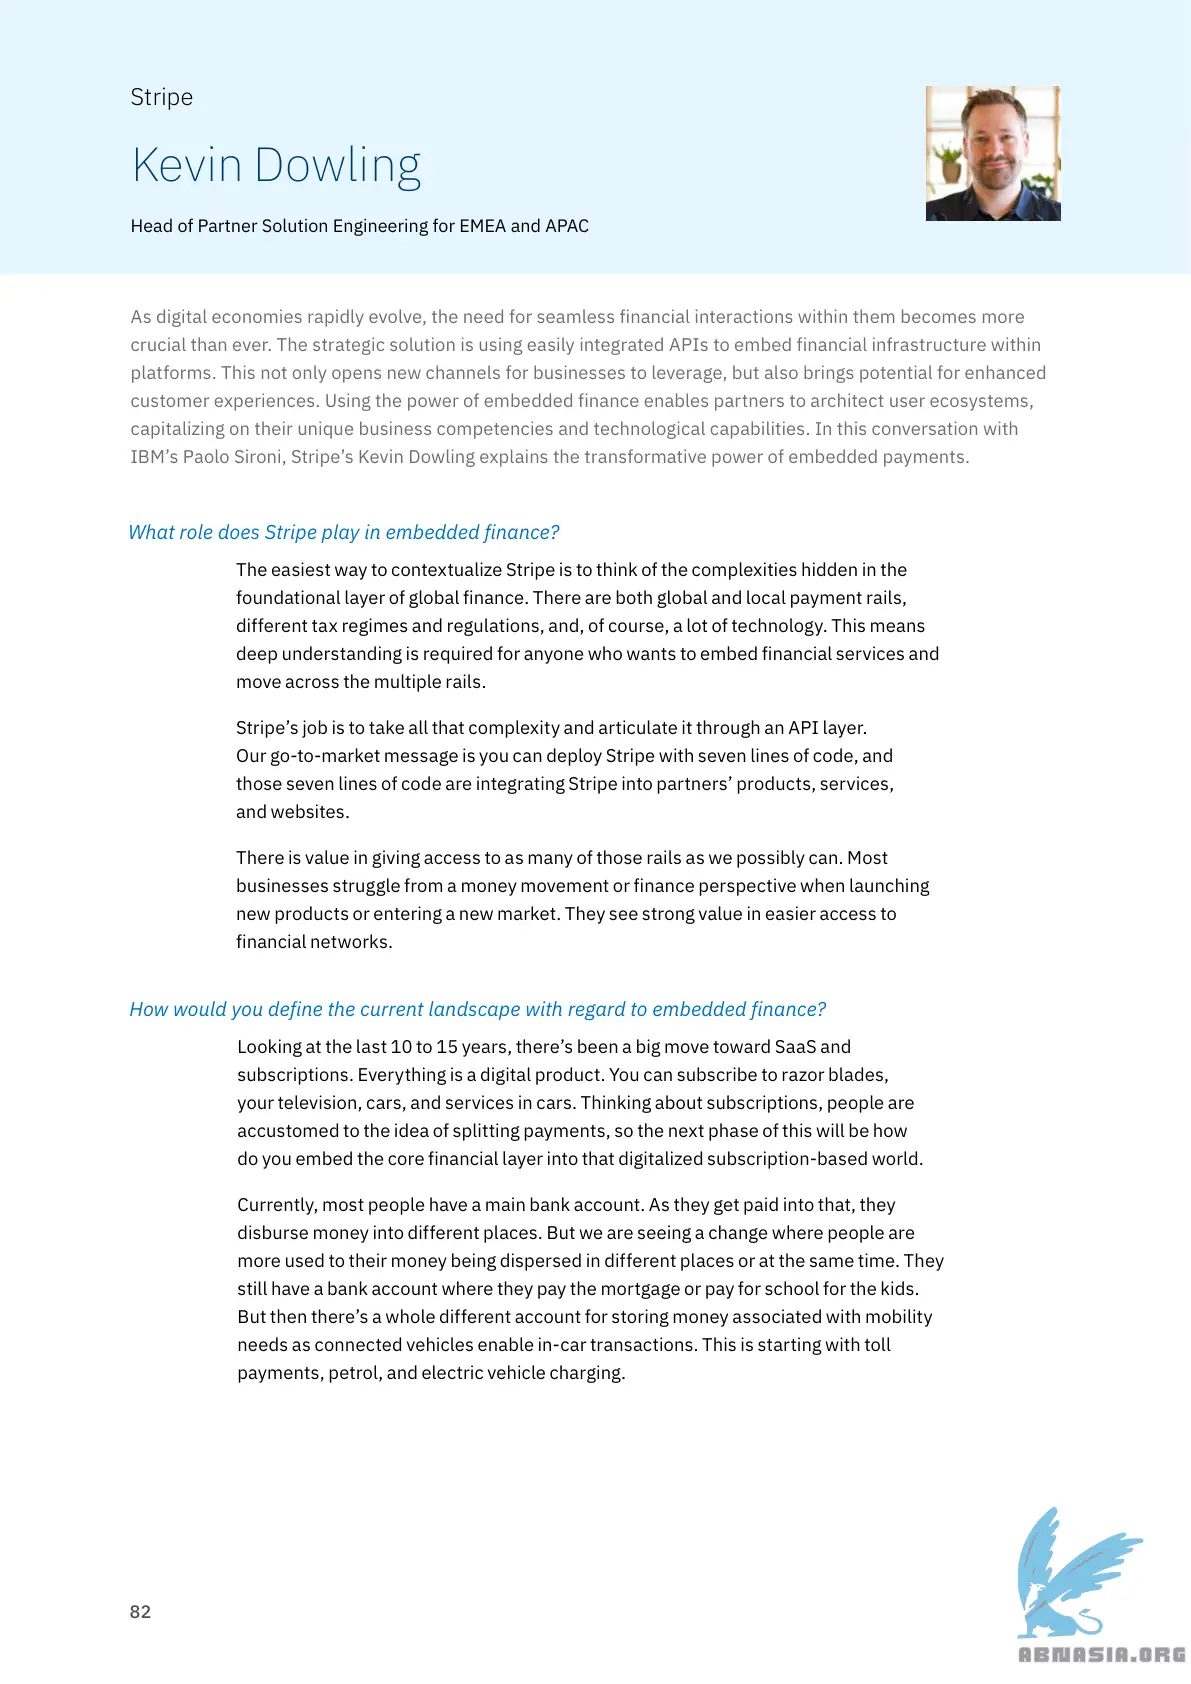 Stripe
Kevin Dowling
Head of Partner Solution Engineering for EMEA and APAC
As digital economies rapidly evolve, the need for seamless financial interactions within them becomes more
crucial than ever. The strategic solution is using easily integrated APIs to embed financial infrastructure within
platforms. This not only opens new channels for businesses to leverage, but also brings potential for enhanced
customer experiences. Using the power of embedded finance enables partners to architect user ecosystems,
capitalizing on their unique business competencies and technological capabilities. In this conversation with
IBM’s Paolo Sironi, Stripe’s Kevin Dowling explains the transformative power of embedded payments.
What role does Stripe play in embedded finance?
The easiest way to contextualize Stripe is to think of the complexities hidden in the
foundational layer of global finance. There are both global and local payment rails,
different tax regimes and regulations, and, of course, a lot of technology. This means
deep understanding is required for anyone who wants to embed financial services and
move across the multiple rails.
Stripe’s job is to take all that complexity and articulate it through an API layer.
Our go-to-market message is you can deploy Stripe with seven lines of code, and
those seven lines of code are integrating Stripe into partners’ products, services,
and websites.
There is value in giving access to as many of those rails as we possibly can. Most
businesses struggle from a money movement or finance perspective when launching
new products or entering a new market. They see strong value in easier access to
financial networks.
How would you define the current landscape with regard to embedded finance?
Looking at the last 10 to 15 years, there’s been a big move toward SaaS and
subscriptions. Everything is a digital product. You can subscribe to razor blades,
your television, cars, and services in cars. Thinking about subscriptions, people are
accustomed to the idea of splitting payments, so the next phase of this will be how
do you embed the core financial layer into that digitalized subscription-based world.
Currently, most people have a main bank account. As they get paid into that, they
disburse money into different places. But we are seeing a change where people are
more used to their money being dispersed in different places or at the same time. They
still have a bank account where they pay the mortgage or pay for school for the kids.
But then there’s a whole different account for storing money associated with mobility
needs as connected vehicles enable in-car transactions. This is starting with toll
payments, petrol, and electric vehicle charging.
82
ABNASIA.ORG